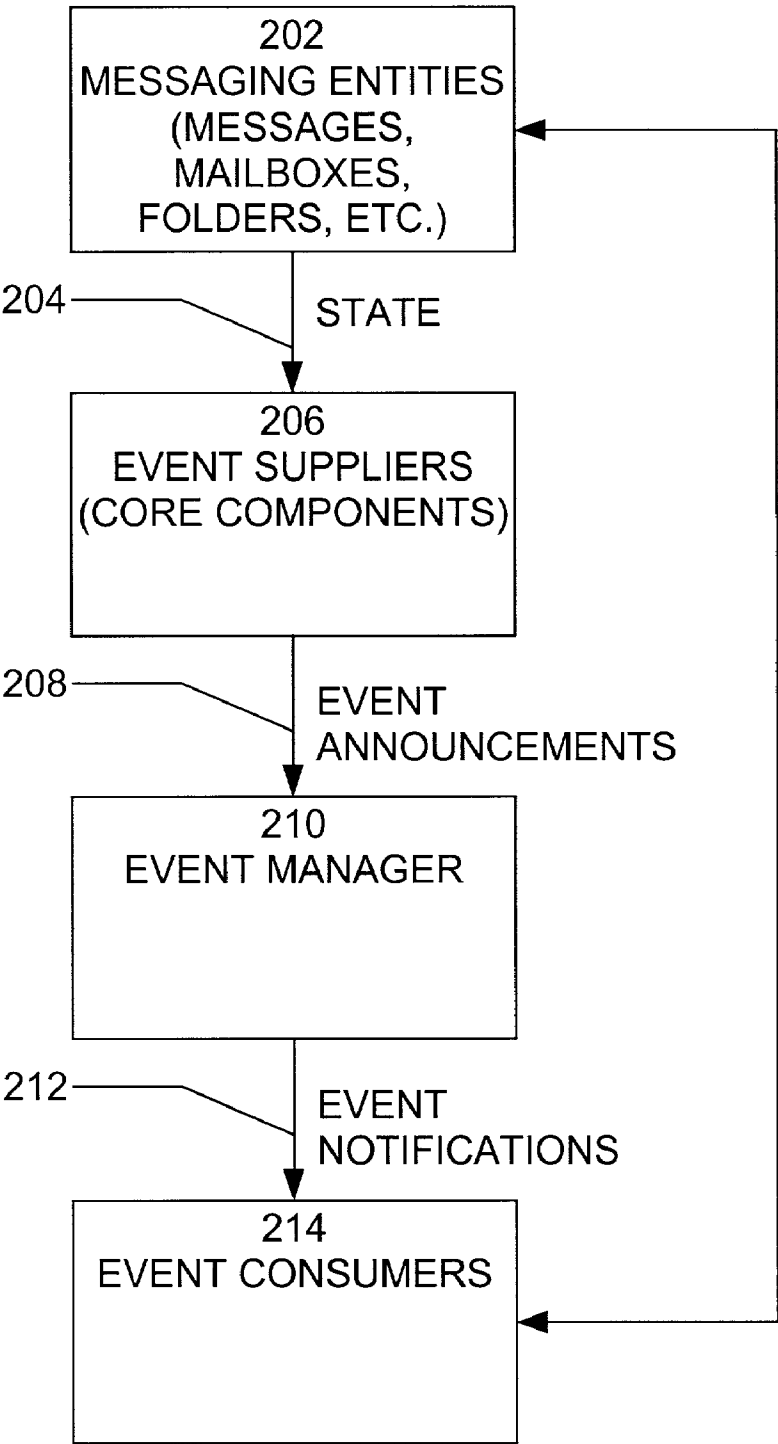 202
MESSAGING ENTITIES
(MESSAGES,
MAILBOXES,
FOLDERS, ETC.)
204
STATE
206
EVENT SUPPLIERS
(CORE COMPONENTS)
208
EVENT
ANNOUNCEMENTS
210
EVENT MANAGER
212
EVENT
NOTIFICATIONS
214
EVENT CONSUMERS